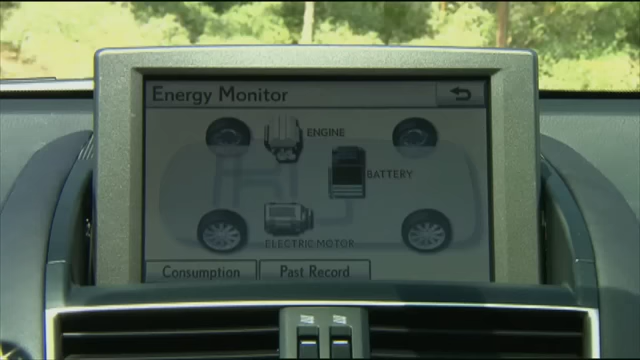 Energy Monitor
ENGINE
BATTERY
ELECTRIC MOTOR
Consumption Past Record